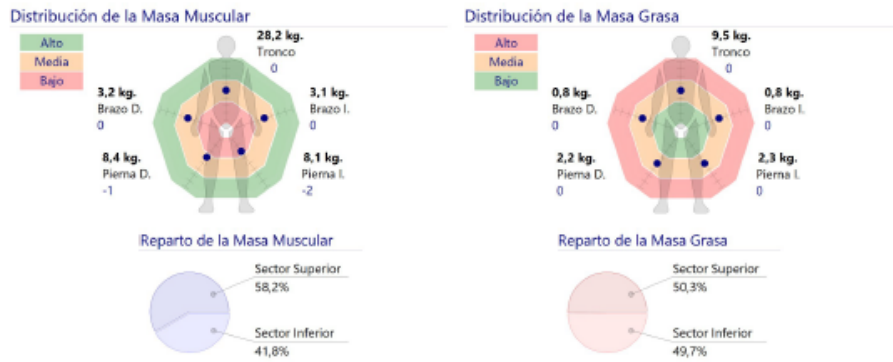 Distribución de la Masa Muscular
Alto
Media
Bajo
28,2 kg.
Tronco
0
3,2 kg.
Brazo D.
0
3,1 kg.
Brazo I.
0
8,4 kg.
Pierna D.
-1
8,1 kg.
Pierna I.
-2
Reparto de la Masa Muscular
Sector Superior
58,2%
Sector Inferior
41,8%
Distribución de la Masa Grasa
Alto
Media
Bajo
9,5 kg.
Tronco
0
0,8 kg.
Brazo D.
0
0,8 kg.
Brazo I.
0
2,2 kg.
Pierna D.
0
2,3 kg.
Pierna I.
0
Reparto de la Masa Grasa
Sector Superior
50,3%
Sector Inferior
49,7%